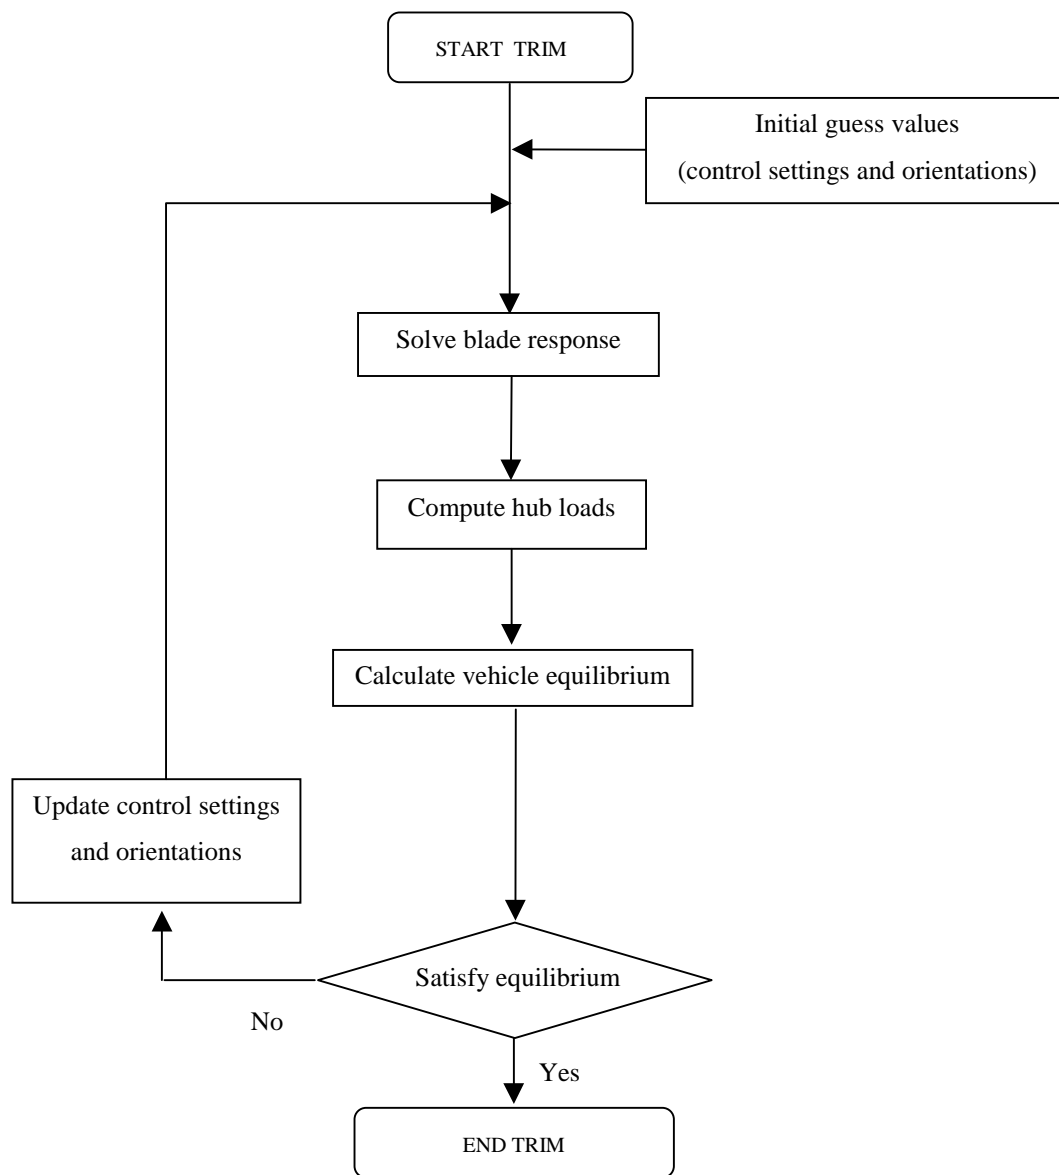 START TRIM
Initial guess values
(control settings and orientations)
Solve blade response
Compute hub loads
Calculate vehicle equilibrium
Update control settings
and orientations
Satisfy equilibrium
No
Yes
END TRIM